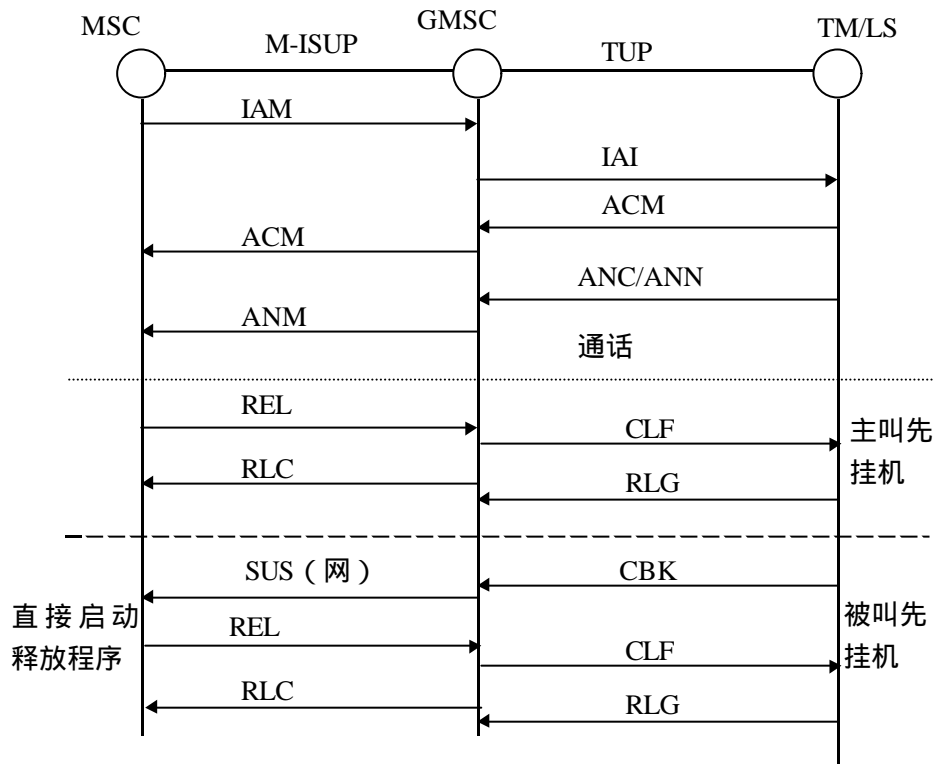 MSC
GMSC
TM/LS
M-ISUP
TUP
IAM
IAI
ACM
ACM
ANC/ANN
ANM
通话
REL
CLF
主叫先
挂机
RLC
RLG
SUS（网）
CBK
直接启动
释放程序
被叫先
挂机
REL
CLF
RLC
RLG